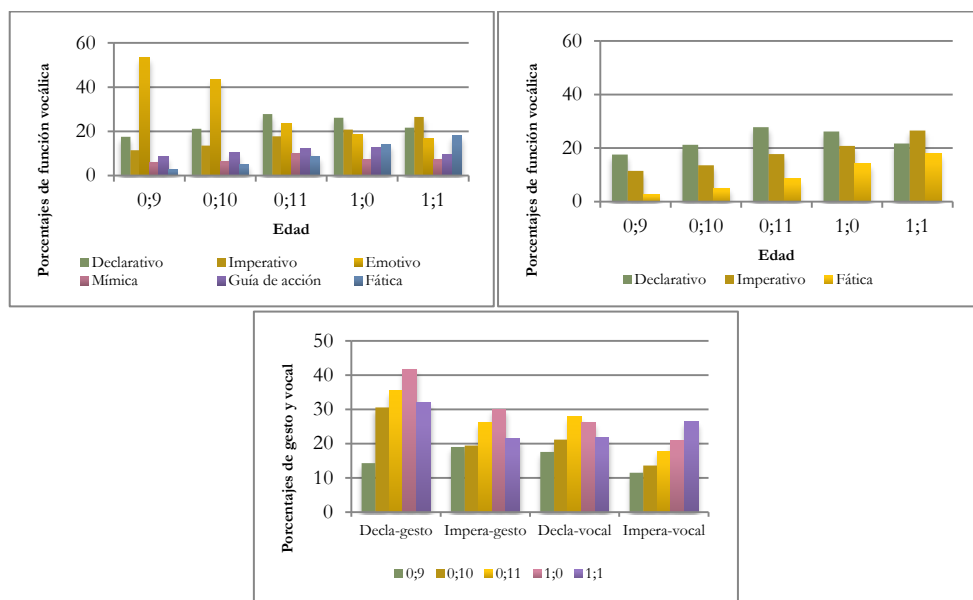 Porcentajes de función vocálica
60
40
20
0
0;9 0;10 0;11 1;0 1;1
Edad
Declarativo Imperativo Emotivo
Mímica Guía de acción Fática
Porcentajes de función vocálica
60
40
20
0
0;9 0;10 0;11 1;0 1;1
Edad
Declarativo Imperativo Fática
Porcentajes de gesto y vocal
50
40
30
20
10
0
Decla-gesto Impera-gesto Decla-vocal Impera-vocal
0;9 0;10 0;11 1;0 1;1